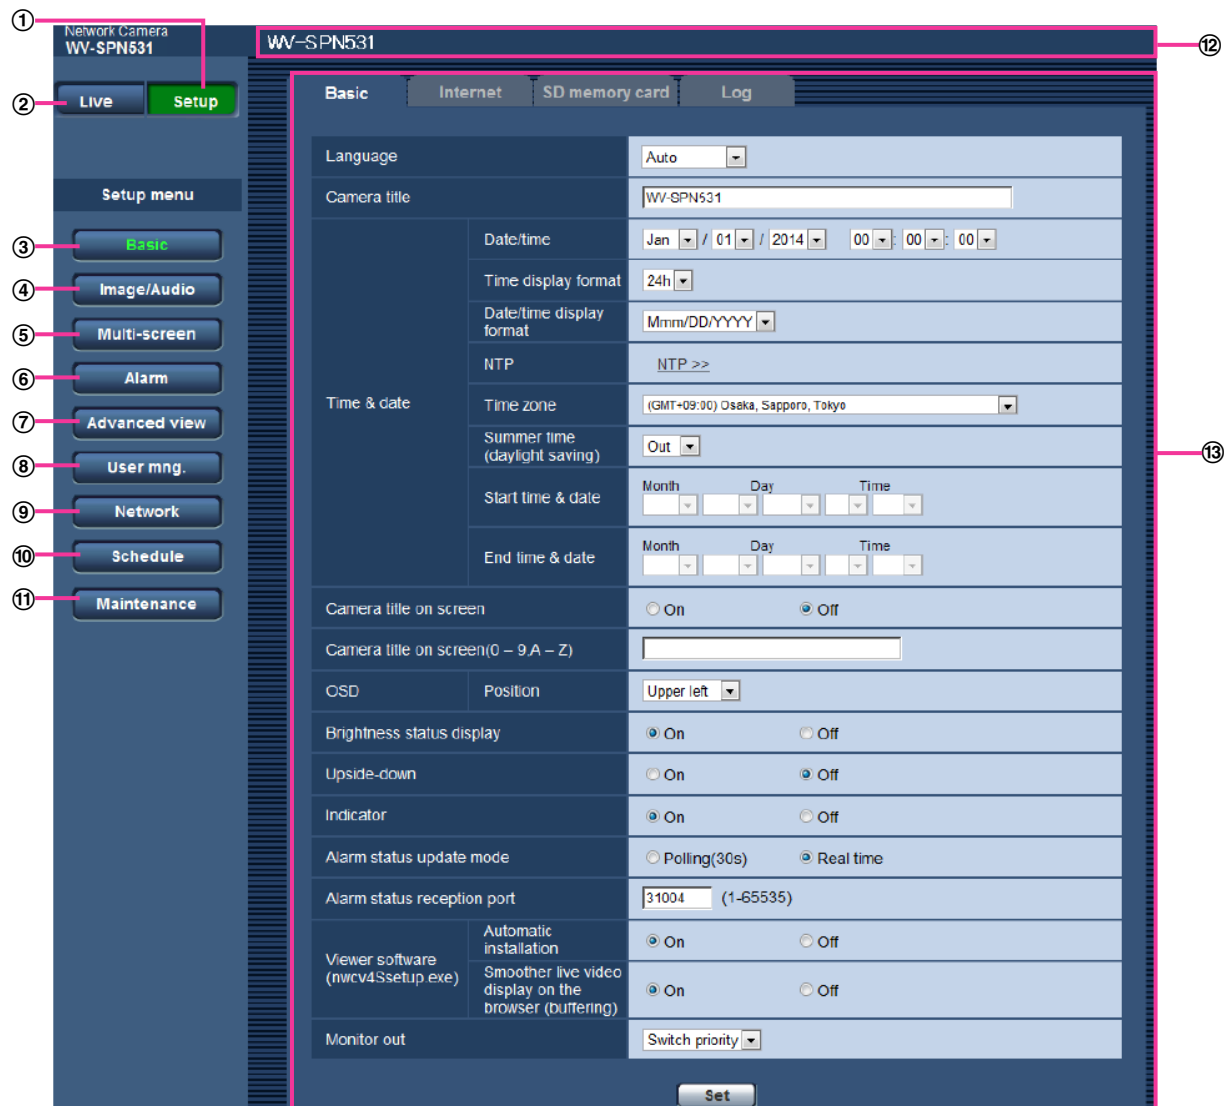 ①
Network Camera
WV-SPN531
WV-SPN531
⑫
② Live Setup
Basic Internet SD memory card Log
Language Auto
Setup menu
Camera title WV-SPN531
③ Basic
Date/time Jan / 01 / 2014 00 : 00 : 00
④ Image/Audio
Time display format 24h
⑤ Multi-screen
Date/time display
format
Mmm/DD/YYYY
⑥ Alarm
NTP NTP >>
⑦ Advanced view
Time & date
Time zone (GMT+09:00) Osaka, Sapporo, Tokyo
⑧ User mng.
Summer time
(daylight saving)
Out
⑬
⑨ Network
Start time & date Month Day Time
⑩ Schedule
End time & date Month Day Time
⑪ Maintenance
Camera title on screen On Off
Camera title on screen(0 – 9,A – Z)
OSD Position Upper left
Brightness status display On Off
Upside-down On Off
Indicator On Off
Alarm status update mode Polling(30s) Real time
Alarm status reception port 31004 (1-65535)
Viewer software
(nwcv4Ssetup.exe)
Automatic
installation
On Off
Smoother live video
display on the
browser (buffering)
On Off
Monitor out Switch priority
Set